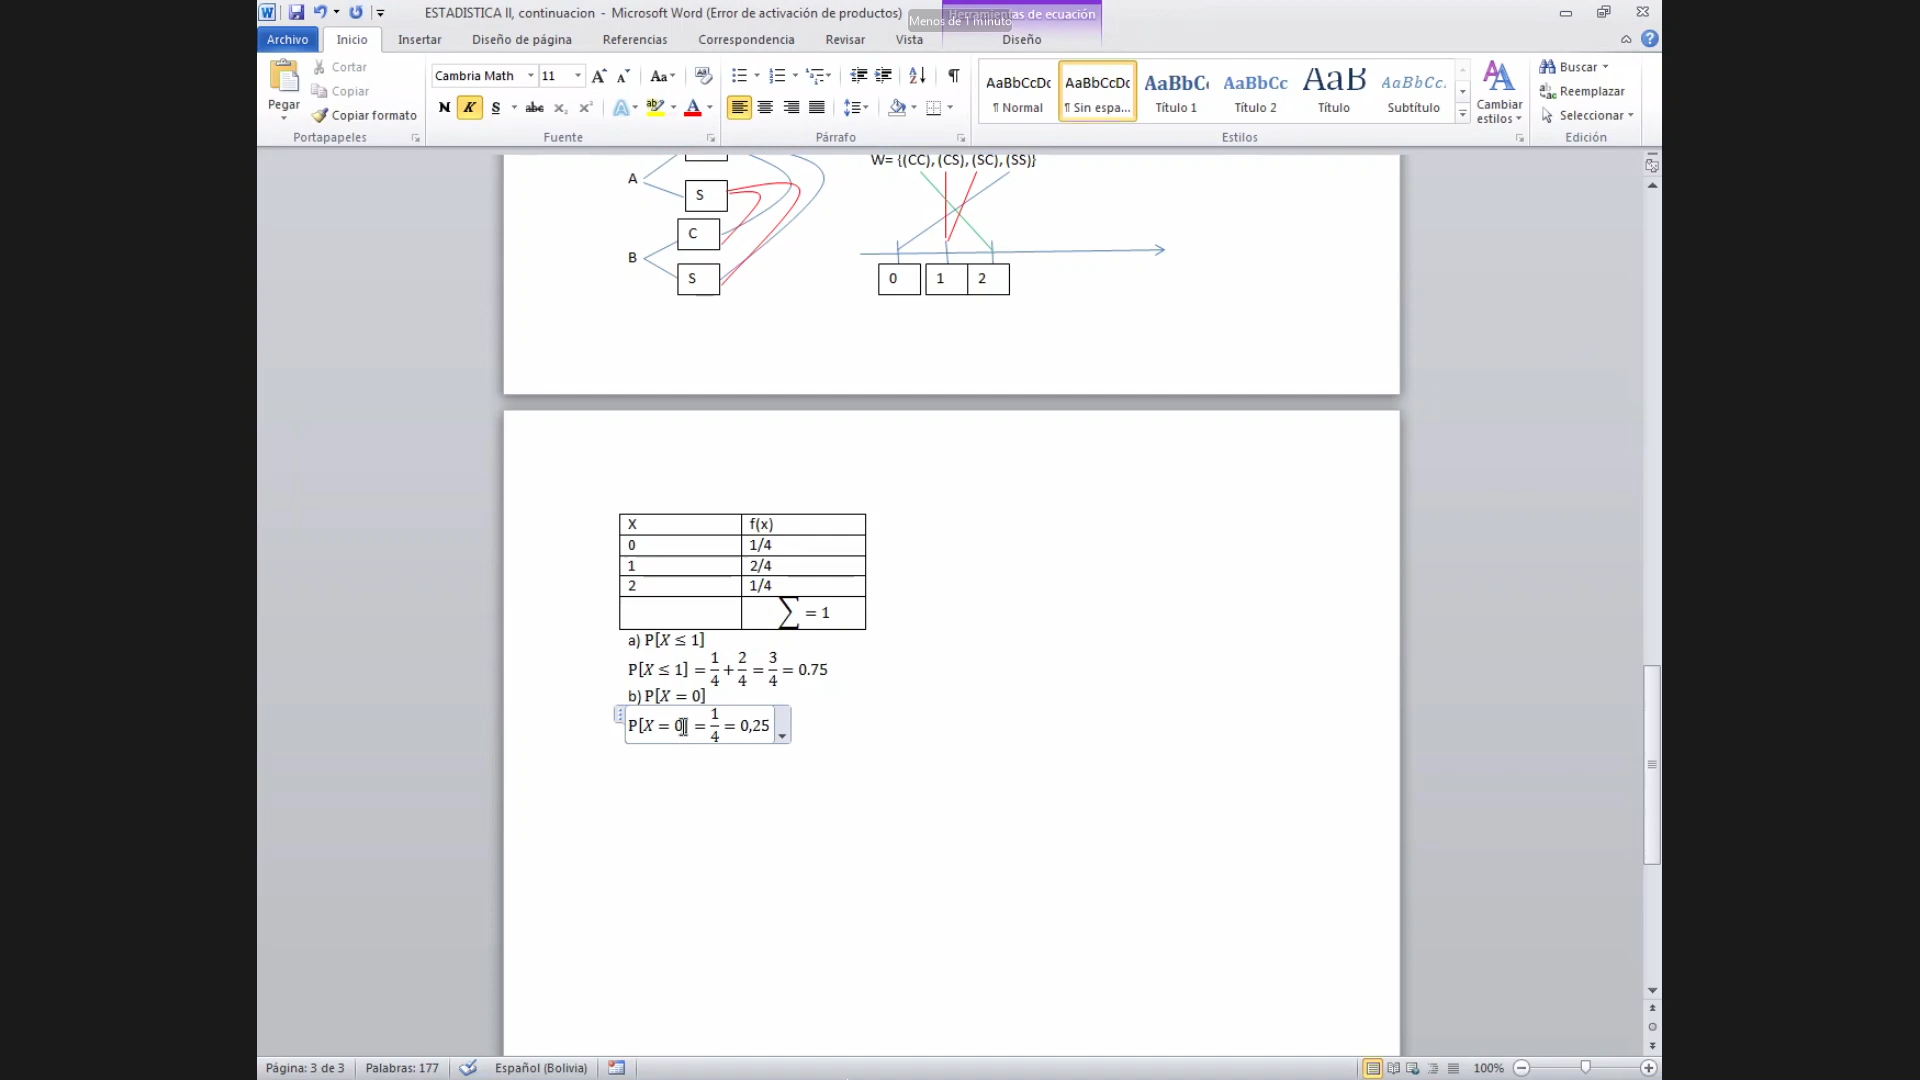 ESTADISTICA II, continuacion - Microsoft Word (Error de activación de productos)
Menos de 1 minuto
Archivo
Inicio
Insertar
Diseño de página
Referencias
Correspondencia
Revisar
Vista
Diseño
Pegar
Cortar
Copiar
Copiar formato
Portapapeles
Cambria Math
11
Aa
N K S abc x₂ x²
Fuente
Párrafo
AaBbCcDc
¶ Normal
AaBbCcDc
¶ Sin espa...
AaBbC
Título 1
AaBbCc
Título 2
AaB
Título
AaBbCc.
Subtítulo
Estilos
Cambiar
estilos
Buscar
Reemplazar
Seleccionar
Edición
W= {(CC), (CS), (SC), (SS)}
A
S
C
B
S
0
1
2
X f(x)
0 1/4
1 2/4
2 1/4
∑ = 1
a) P[X ≤ 1]
P[X ≤ 1] = 1/4 + 2/4 = 3/4 = 0.75
b) P[X = 0]
P[X = 0] = 1/4 = 0,25
Página: 3 de 3
Palabras: 177
Español (Bolivia)
100%